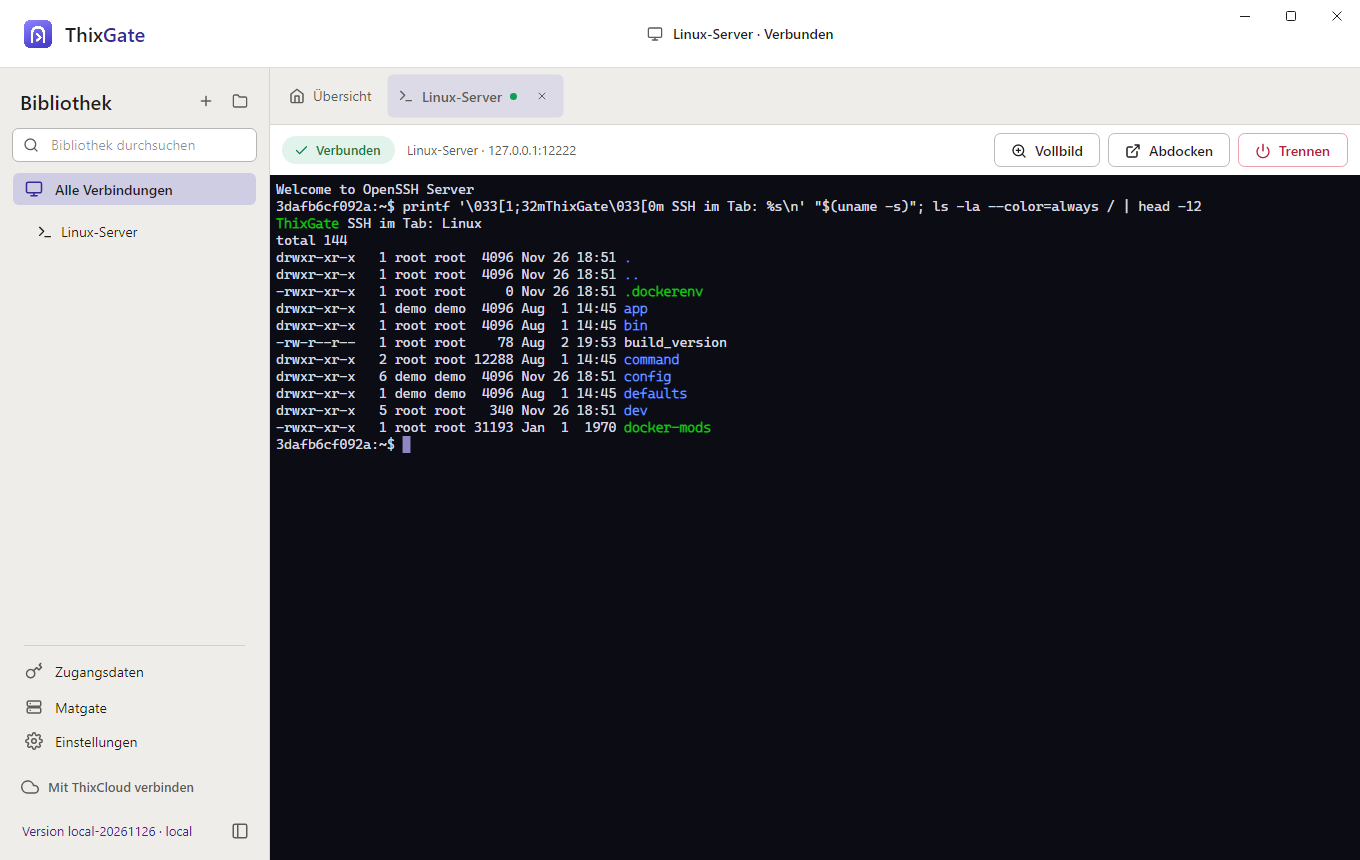 ThixGate
Linux-Server · Verbunden
Bibliothek
Bibliothek durchsuchen
Alle Verbindungen
Linux-Server
Zugangsdaten
Matgate
Einstellungen
Mit ThixCloud verbinden
Version local-20261126 · local
Übersicht
Linux-Server
Verbunden
Linux-Server · 127.0.0.1:12222
Vollbild
Abdocken
Trennen
Welcome to OpenSSH Server
3dafb6cf092a:~$ printf '\033[1;32mThixGate\033[0m SSH im Tab: %s\n' "$(uname -s)"; ls -la --color=always / | head -12
ThixGate SSH im Tab: Linux
total 144
drwxr-xr-x   1 root root  4096 Nov 26 18:51 .
drwxr-xr-x   1 root root  4096 Nov 26 18:51 ..
-rwxr-xr-x   1 root root     0 Nov 26 18:51 .dockerenv
drwxr-xr-x   1 demo demo  4096 Aug  1 14:45 app
drwxr-xr-x   1 root root  4096 Aug  1 14:45 bin
-rw-r--r--   1 root root    78 Aug  2 19:53 build_version
drwxr-xr-x   2 root root 12288 Aug  1 14:45 command
drwxr-xr-x   6 demo demo  4096 Nov 26 18:51 config
drwxr-xr-x   1 demo demo  4096 Aug  1 14:45 defaults
drwxr-xr-x   5 root root   340 Nov 26 18:51 dev
-rwxr-xr-x   1 root root 31193 Jan  1  1970 docker-mods
3dafb6cf092a:~$